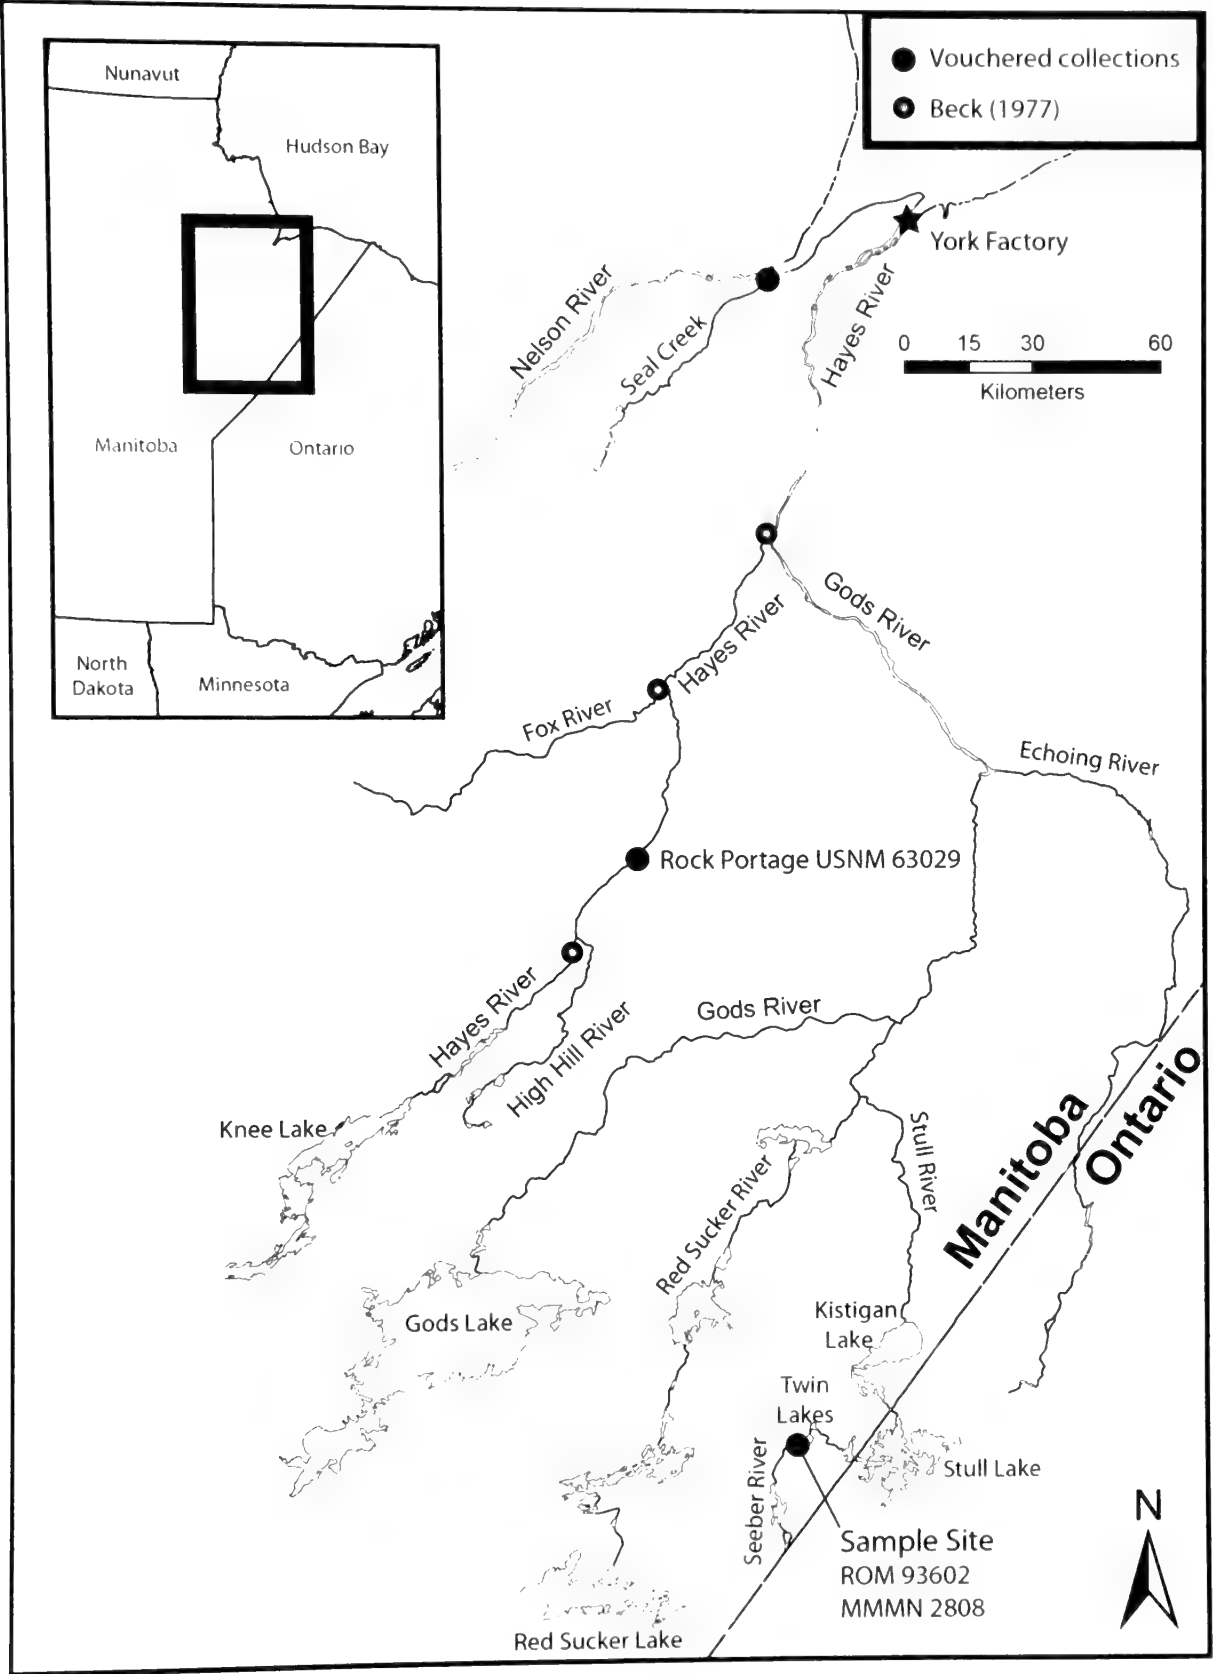 Nunavut
Hudson Bay
Manitoba
Ontario
North
Dakota
Minnesota
Vouchered collections
Beck (1977)
York Factory
Nelson River
Seal Creek
Hayes River
0 15 30 60
Kilometers
Gods River
Hayes River
Fox River
Echoing River
Rock Portage USNM 63029
Hayes River
High Hill River
Gods River
Knee Lake
Stull River
Manitoba
Ontario
Red Sucker River
Gods Lake
Kistigan
Lake
Twin
Lakes
Stull Lake
Seeber River
Sample Site
ROM 93602
MMMN 2808
N
Red Sucker Lake